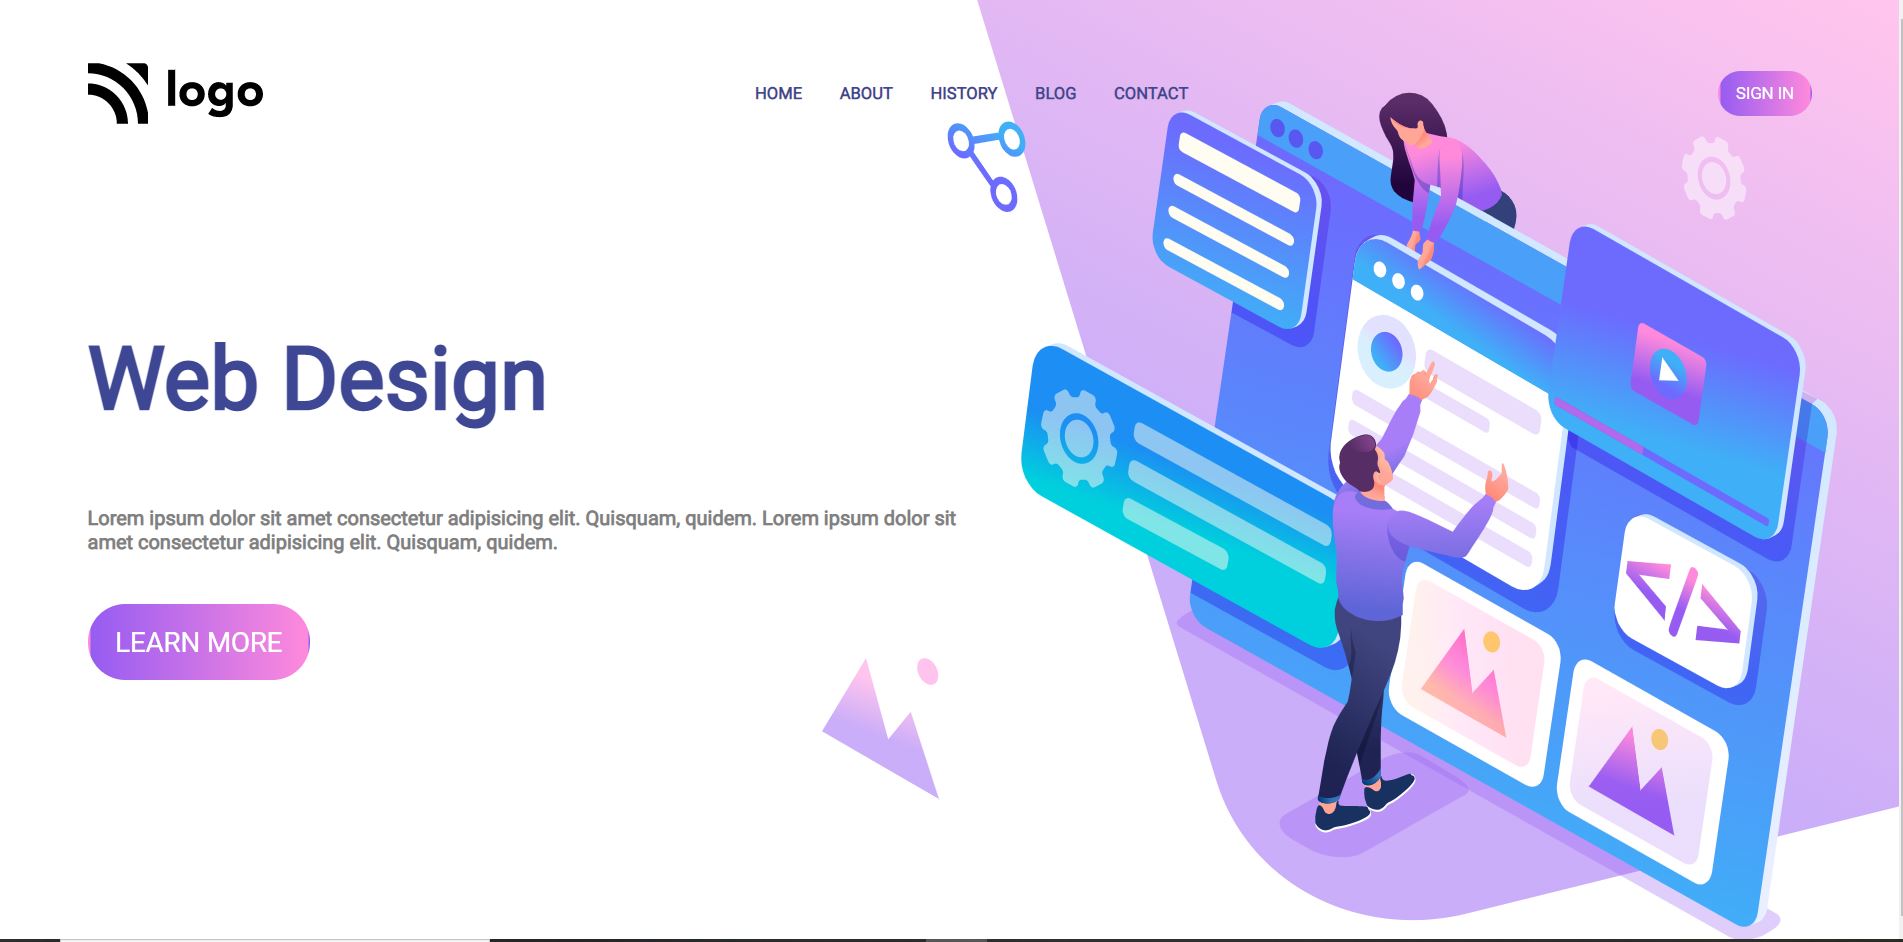 logo
HOME ABOUT HISTORY BLOG CONTACT
SIGN IN
Web Design
Lorem ipsum dolor sit amet consectetur adipisicing elit. Quisquam, quidem. Lorem ipsum dolor sit
amet consectetur adipisicing elit. Quisquam, quidem.
LEARN MORE
</>